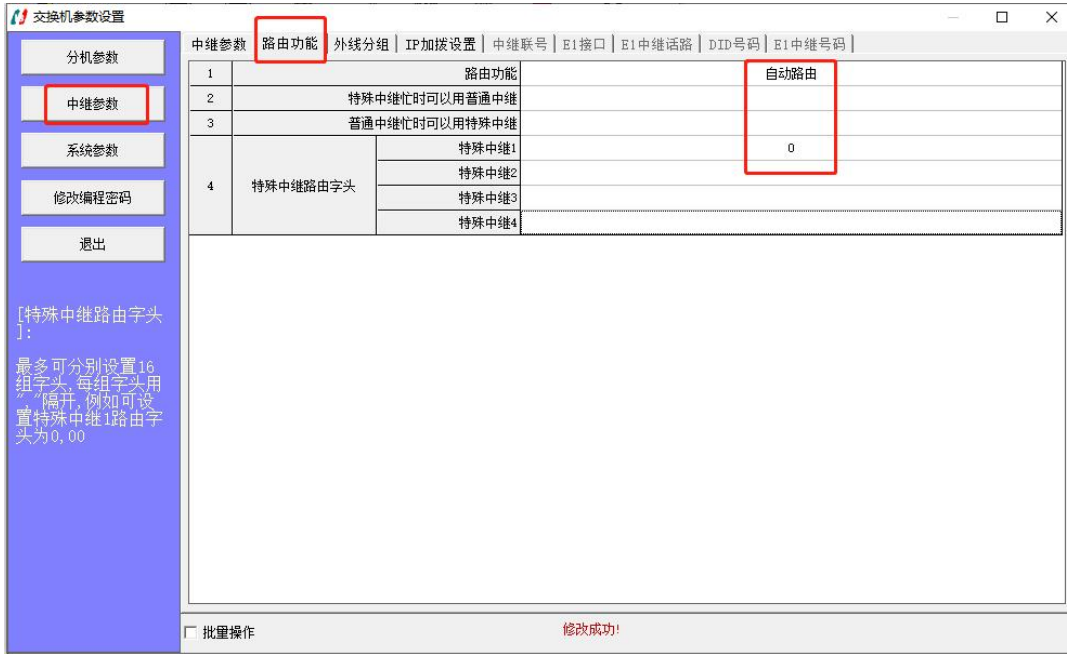 交换机参数设置
分机参数
中继参数
系统参数
修改编程密码
退出
[特殊中继路由字头
]:
最多可分别设置16
组字头,每组字头用
","隔开,例如可设
置特殊中继1路由字
头为0,00
中继参数 路由功能 外线分组 IP加拨设置 中继联号 E1接口 E1中继话路 DID号码 E1中继号码
1 路由功能 自动路由
2 特殊中继忙时可以用普通中继
3 普通中继忙时可以用特殊中继
4 特殊中继路由字头 特殊中继1 0
特殊中继2
特殊中继3
特殊中继4
批量操作 修改成功!